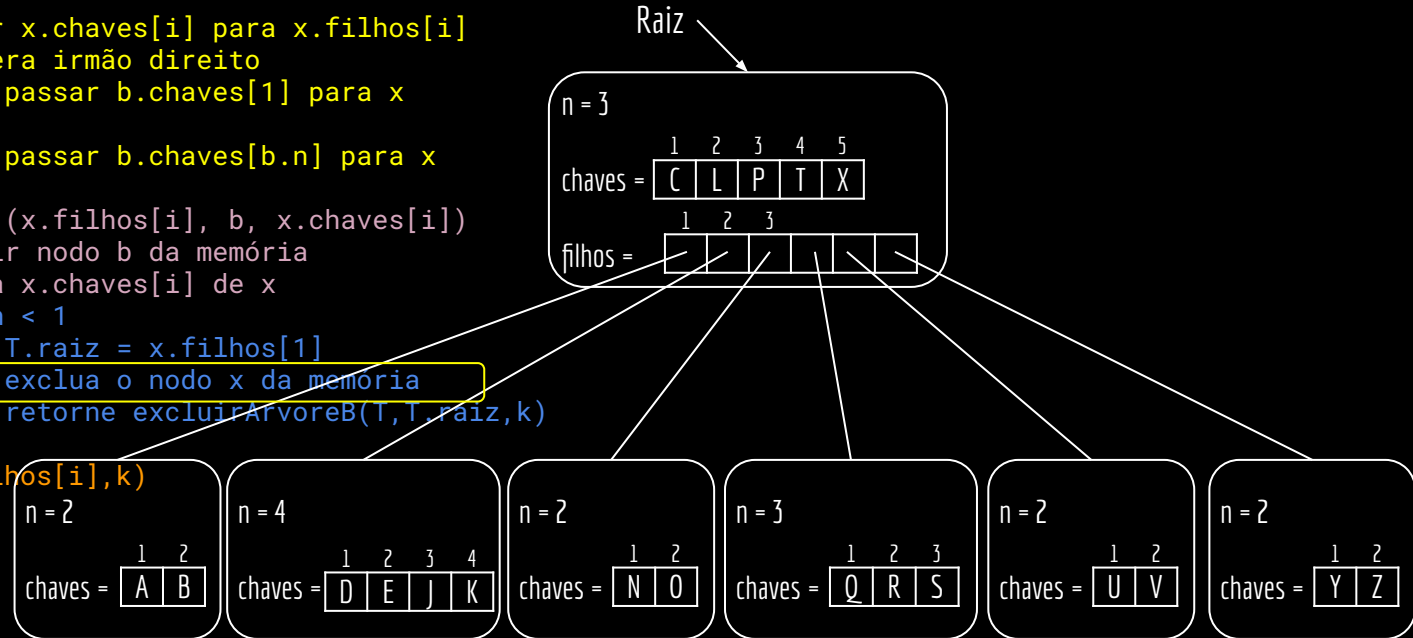 r x.chaves[i] para x.filhos[i]
era irmão direito
passar b.chaves[1] para x
passar b.chaves[b.n] para x
(x.filhos[i], b, x.chaves[i])
ir nodo b da memória
a x.chaves[i] de x
n < 1
T.raiz = x.filhos[1]
exclua o nodo x da memória
retorne excluirArvoreB(T,T.raiz,k)
lhos[i],k)
Raiz
n = 3
1 2 3 4 5
chaves = C L P T X
1 2 3
filhos =
n = 2
1 2
chaves = A B
n = 4
1 2 3 4
chaves = D E J K
n = 2
1 2
chaves = N O
n = 3
1 2 3
chaves = Q R S
n = 2
1 2
chaves = U V
n = 2
1 2
chaves = Y Z